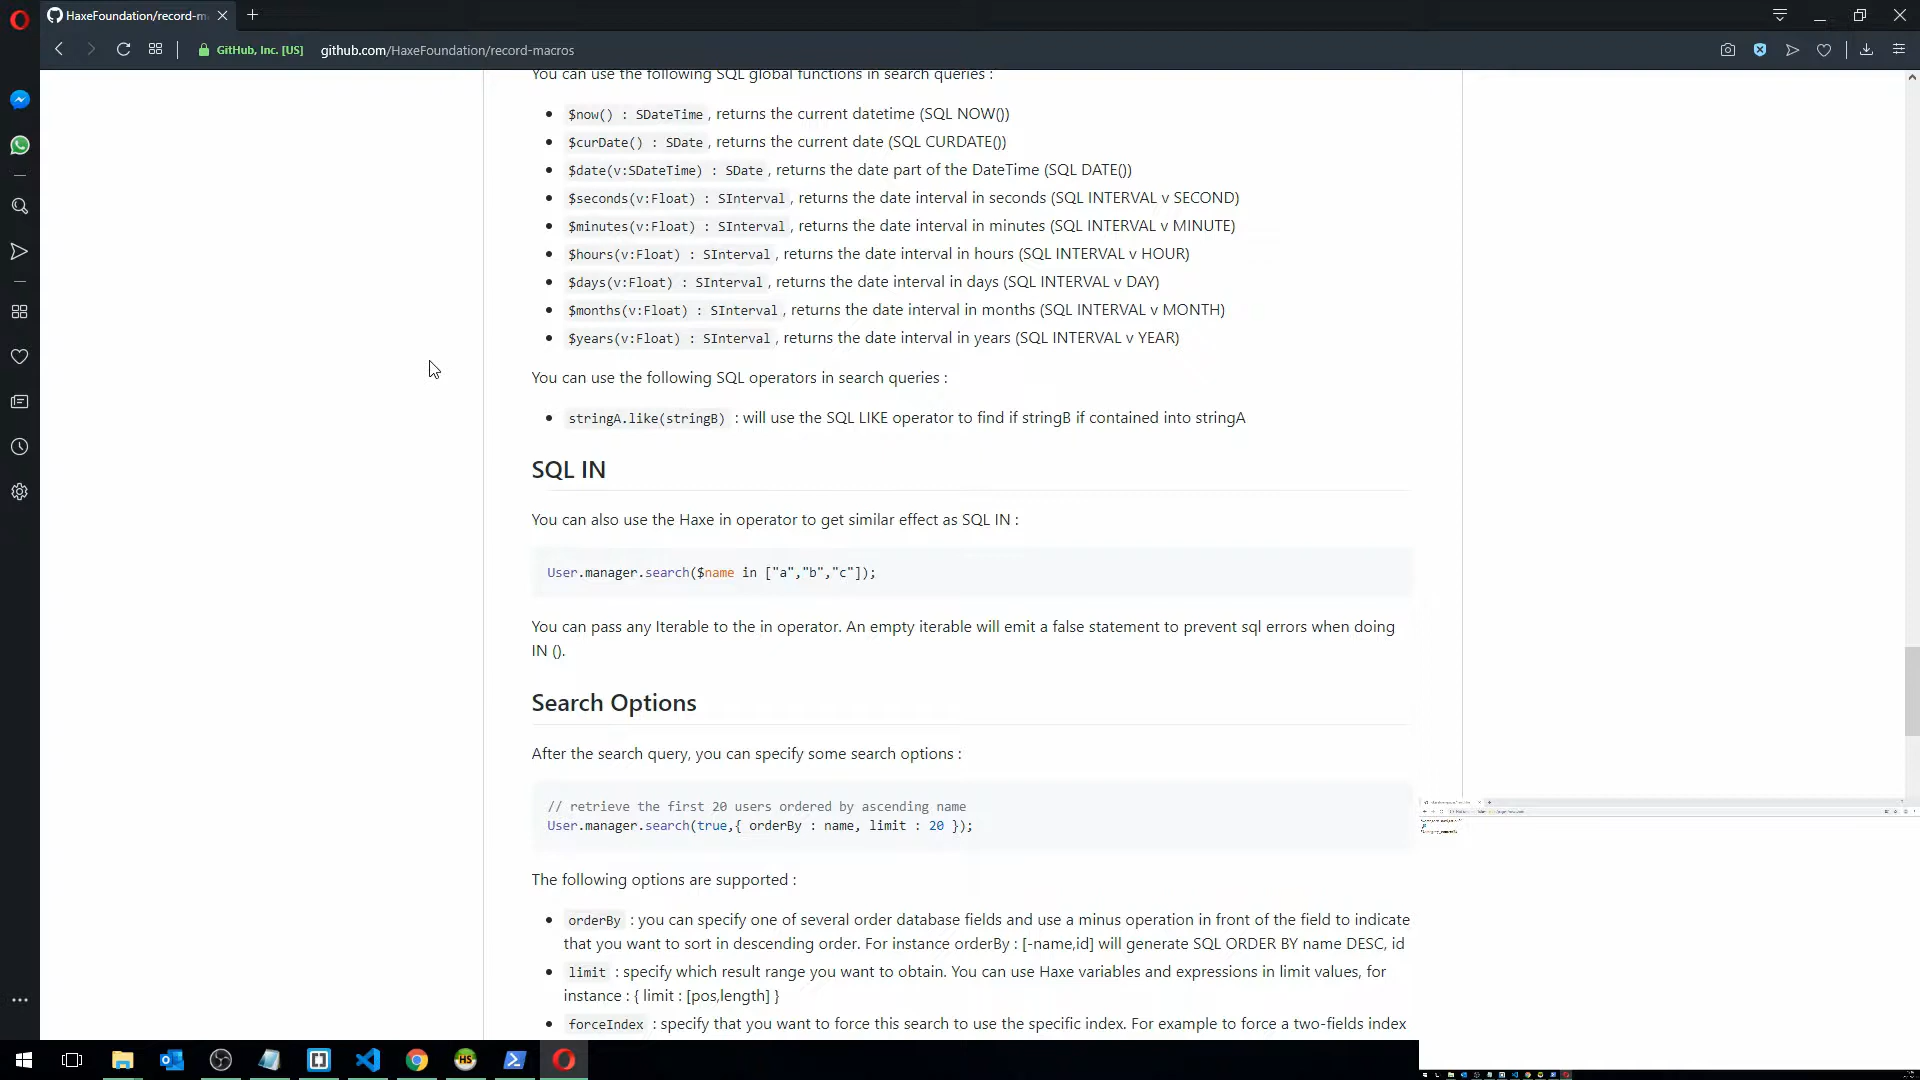 HaxeFoundation/record-m
GitHub, Inc. [US]
github.com/HaxeFoundation/record-macros
You can use the following SQL global functions in search queries :
$now() : SDateTime , returns the current datetime (SQL NOW())
$curDate() : SDate , returns the current date (SQL CURDATE())
$date(v:SDateTime) : SDate , returns the date part of the DateTime (SQL DATE())
$seconds(v:Float) : SInterval , returns the date interval in seconds (SQL INTERVAL v SECOND)
$minutes(v:Float) : SInterval , returns the date interval in minutes (SQL INTERVAL v MINUTE)
$hours(v:Float) : SInterval , returns the date interval in hours (SQL INTERVAL v HOUR)
$days(v:Float) : SInterval , returns the date interval in days (SQL INTERVAL v DAY)
$months(v:Float) : SInterval , returns the date interval in months (SQL INTERVAL v MONTH)
$years(v:Float) : SInterval , returns the date interval in years (SQL INTERVAL v YEAR)
You can use the following SQL operators in search queries :
stringA.like(stringB) : will use the SQL LIKE operator to find if stringB if contained into stringA
SQL IN
You can also use the Haxe in operator to get similar effect as SQL IN :
User.manager.search($name in ["a","b","c"]);
You can pass any Iterable to the in operator. An empty iterable will emit a false statement to prevent sql errors when doing
IN ().
Search Options
After the search query, you can specify some search options :
// retrieve the first 20 users ordered by ascending name
User.manager.search(true,{ orderBy : name, limit : 20 });
The following options are supported :
orderBy : you can specify one of several order database fields and use a minus operation in front of the field to indicate
that you want to sort in descending order. For instance orderBy : [-name,id] will generate SQL ORDER BY name DESC, id
limit : specify which result range you want to obtain. You can use Haxe variables and expressions in limit values, for
instance : { limit : [pos,length] }
forceIndex : specify that you want to force this search to use the specific index. For example to force a two-fields index
HS